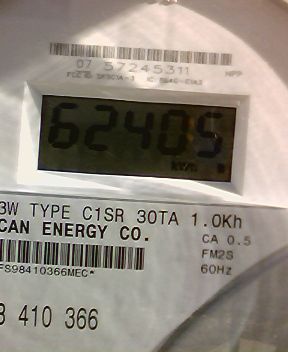 07 57245311
62405
3W TYPE C1SR 30TA 1.0Kh
CAN ENERGY CO.
CA 0.5
FM2S
60Hz
FS98410366MEC*
410 366